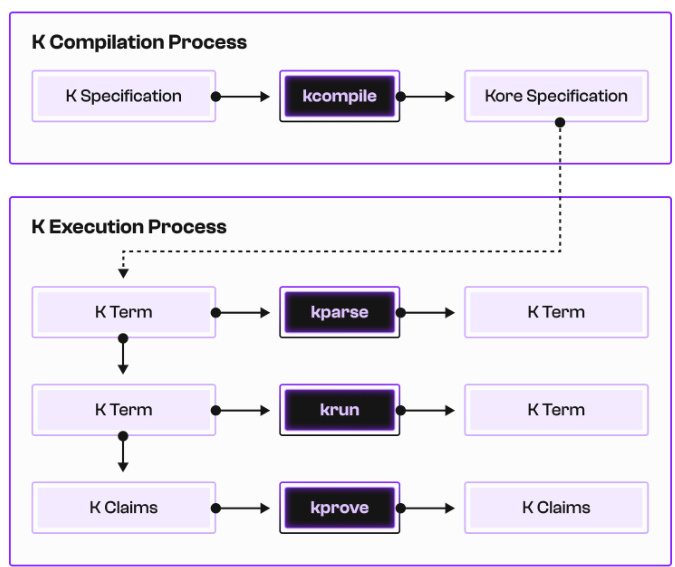 K Compilation Process
K Specification
kcompile
Kore Specification
K Execution Process
K Term
kparse
K Term
K Term
krun
K Term
K Claims
kprove
K Claims